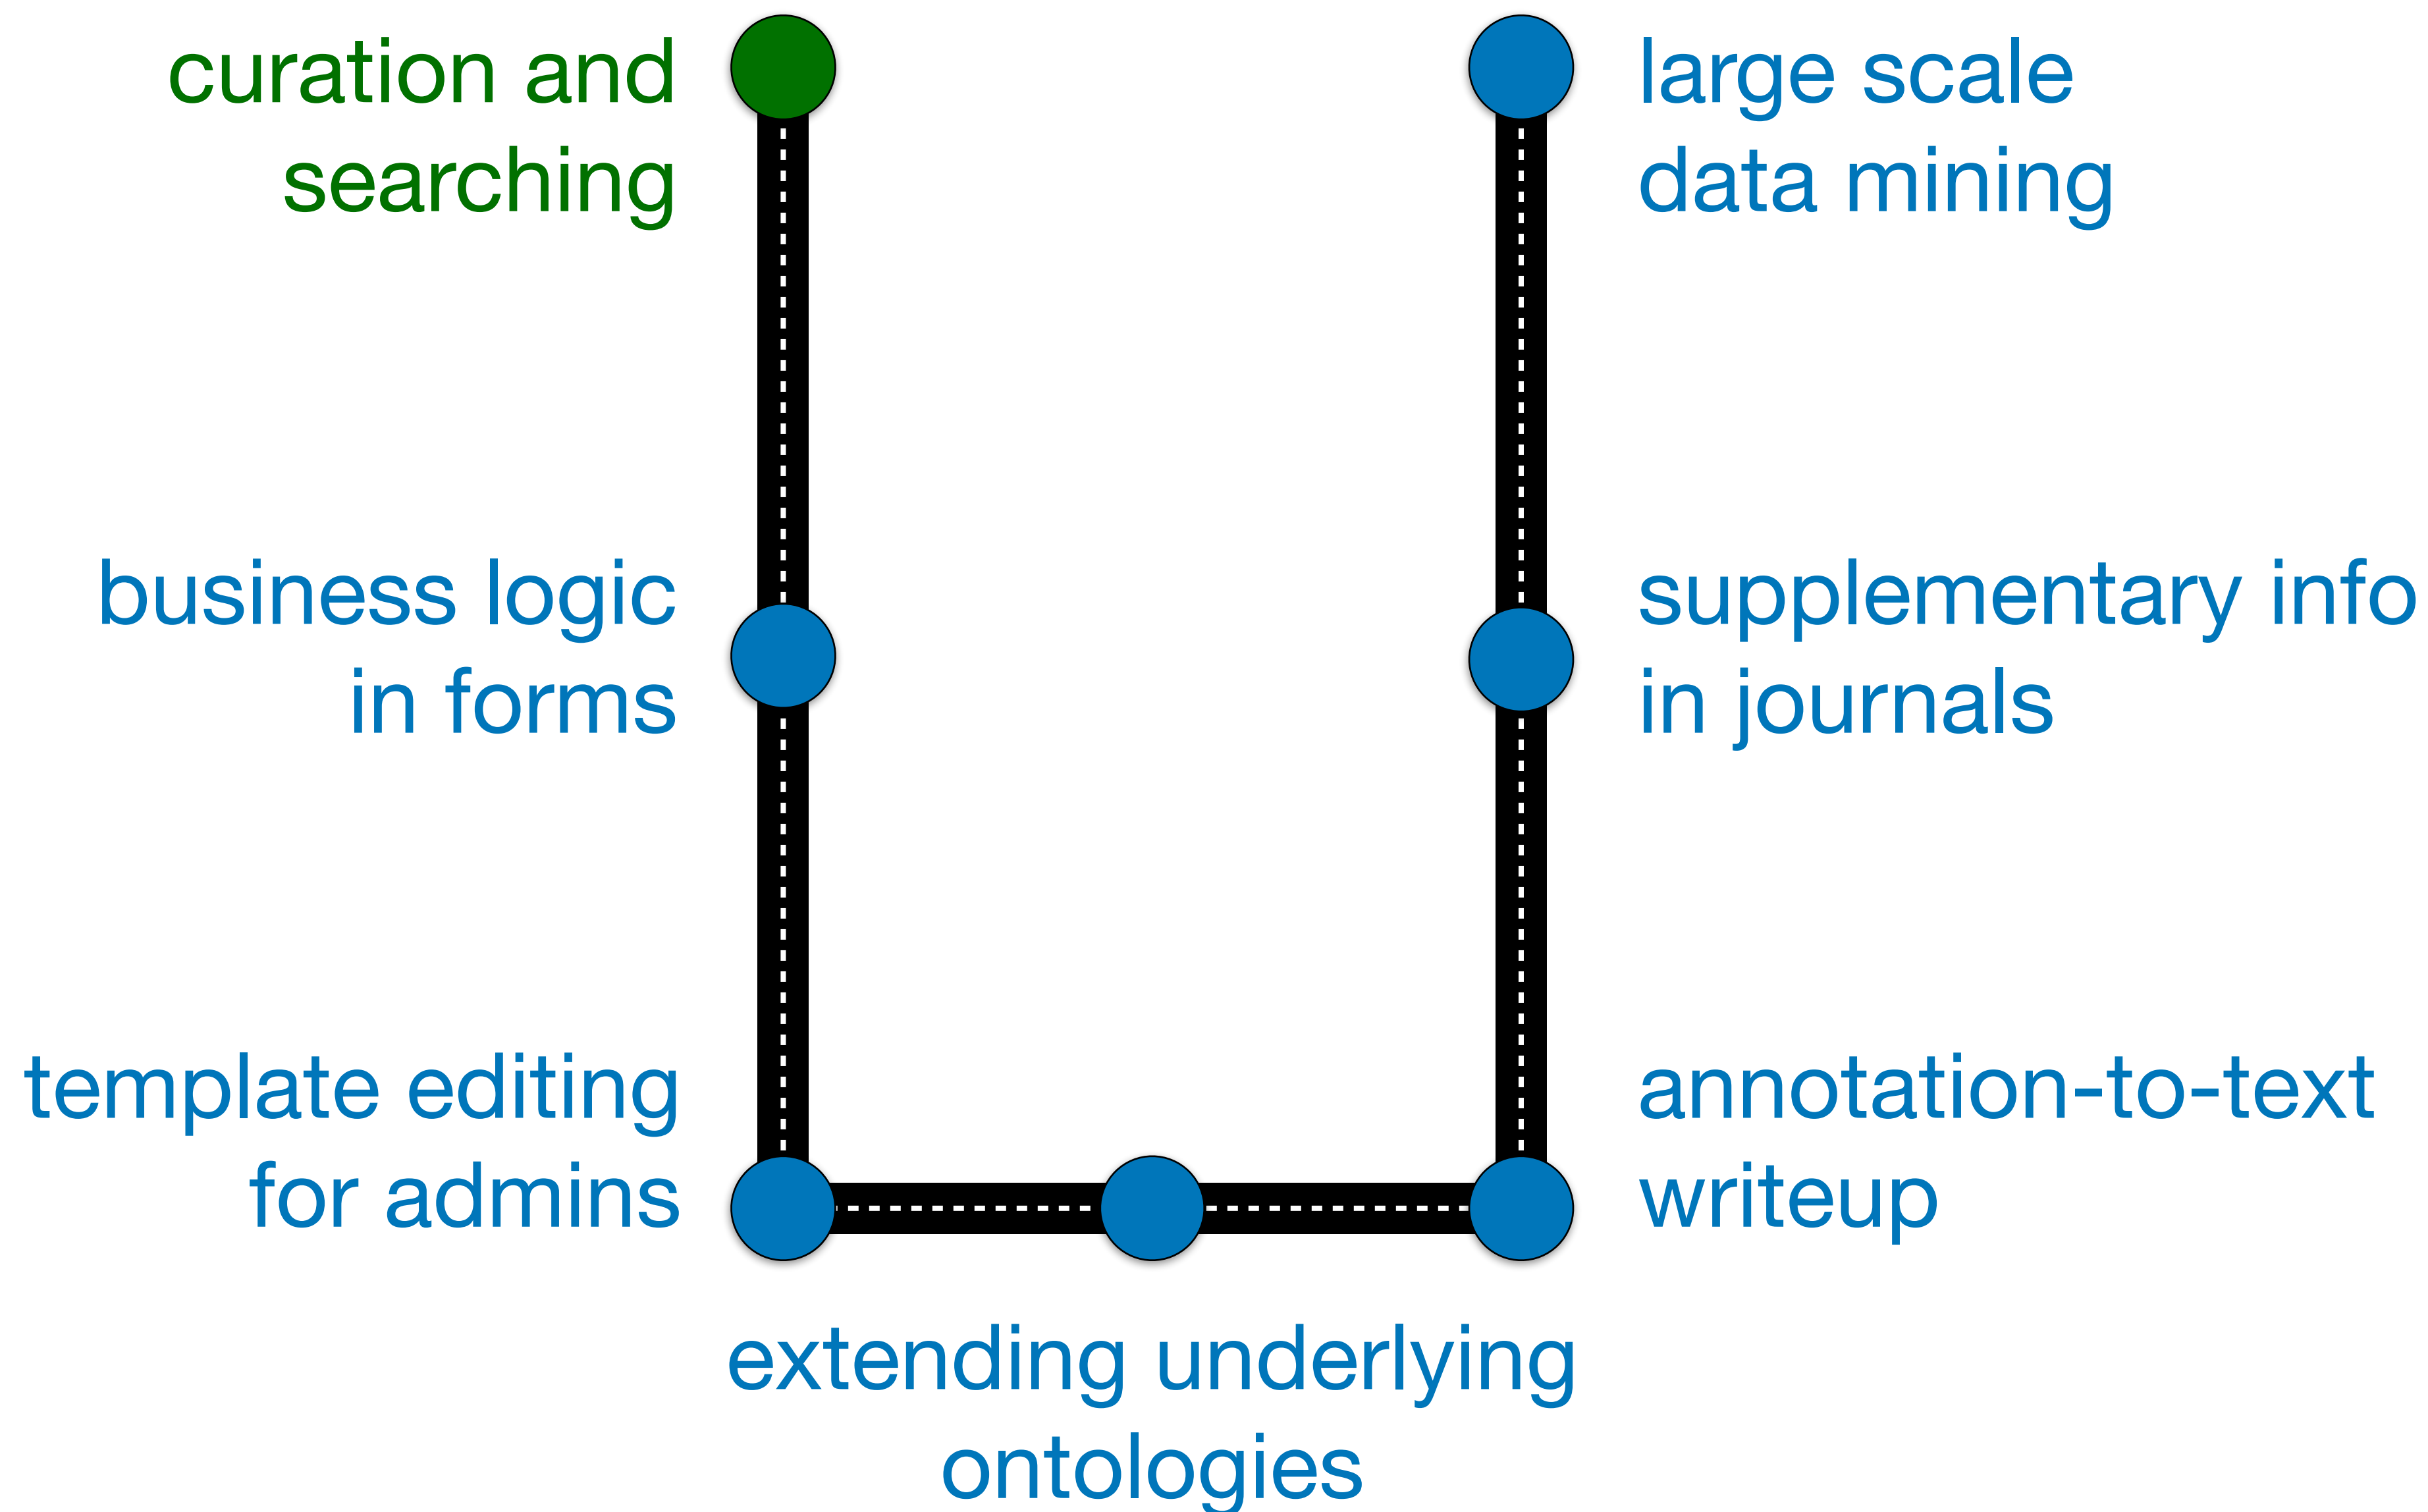 curation and
searching
business logic
in forms
template editing
for admins
extending underlying
ontologies
annotation-to-text
writeup
supplementary info
in journals
large scale
data mining